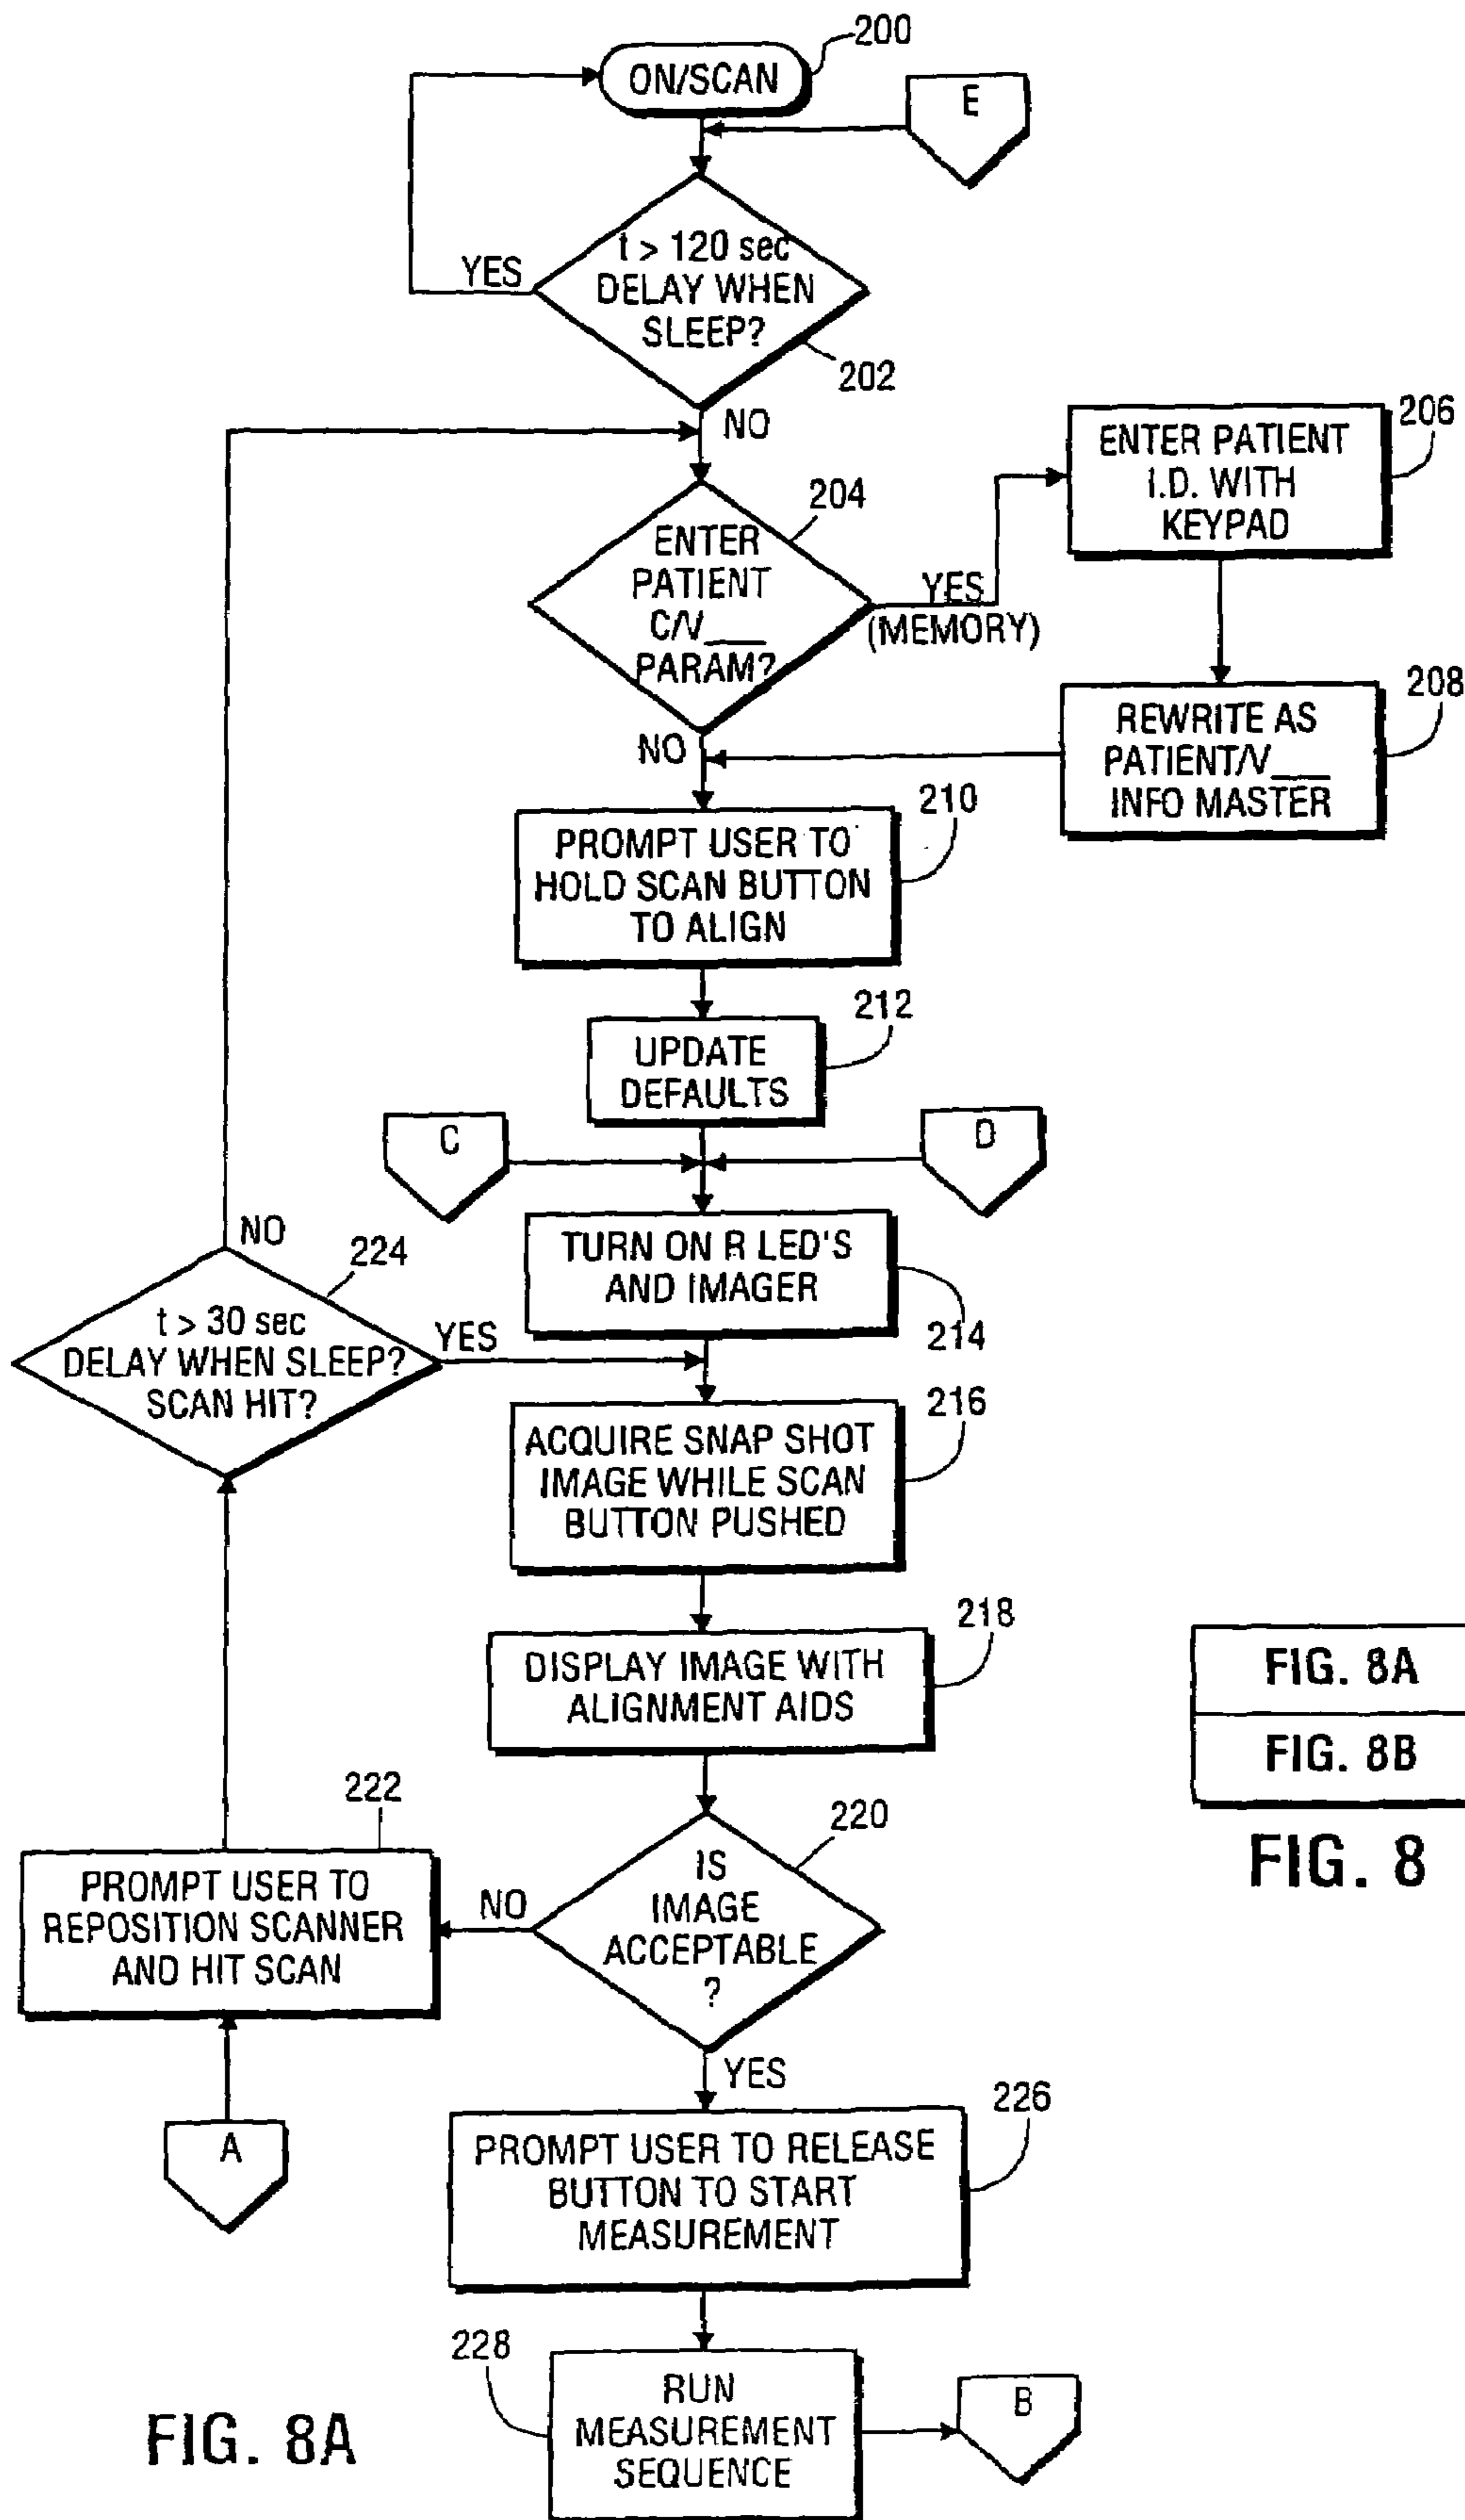 200
ON/SCAN
E
t > 120 sec
DELAY WHEN
SLEEP?
YES
202
NO
204
ENTER
PATIENT
C/V___
PARAM?
YES
(MEMORY)
206
ENTER PATIENT
I.D. WITH
KEYPAD
208
REWRITE AS
PATIENT/V___
INFO MASTER
NO
210
PROMPT USER TO
HOLD SCAN BUTTON
TO ALIGN
212
UPDATE
DEFAULTS
C
D
TURN ON R LED'S
AND IMAGER
214
NO
224
t > 30 sec
DELAY WHEN SLEEP?
SCAN HIT?
YES
216
ACQUIRE SNAP SHOT
IMAGE WHILE SCAN
BUTTON PUSHED
218
DISPLAY IMAGE WITH
ALIGNMENT AIDS
FIG. 8A
FIG. 8B
FIG. 8
220
IS
IMAGE
ACCEPTABLE
?
NO
222
PROMPT USER TO
REPOSITION SCANNER
AND HIT SCAN
A
YES
226
PROMPT USER TO RELEASE
BUTTON TO START
MEASUREMENT
228
RUN
MEASUREMENT
SEQUENCE
B
FIG. 8A